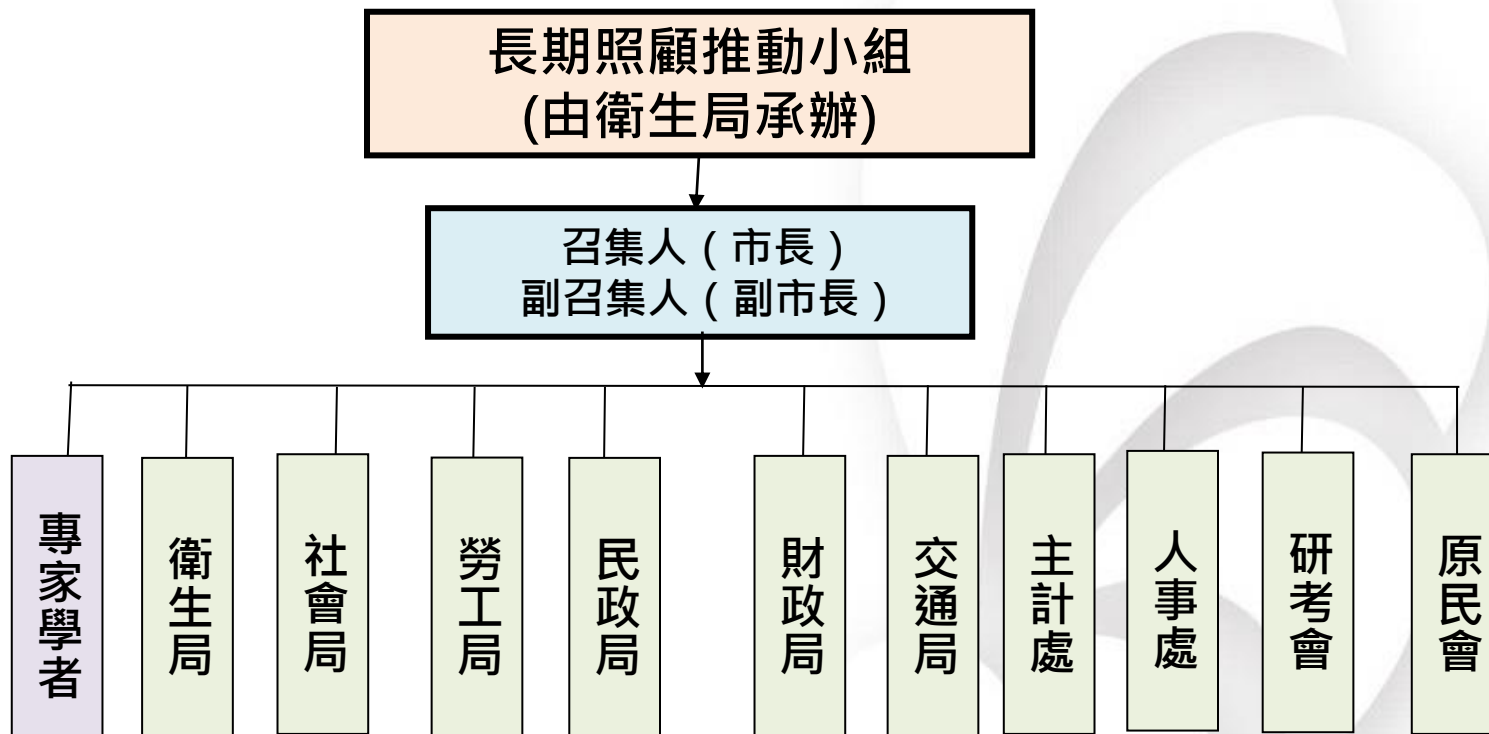 長期照顧推動小組
(由衛生局承辦)
召集人（市長）
副召集人（副市長）
專家學者
衛生局
社會局
勞工局
民政局
財政局
交通局
主計處
人事處
研考會
原民會